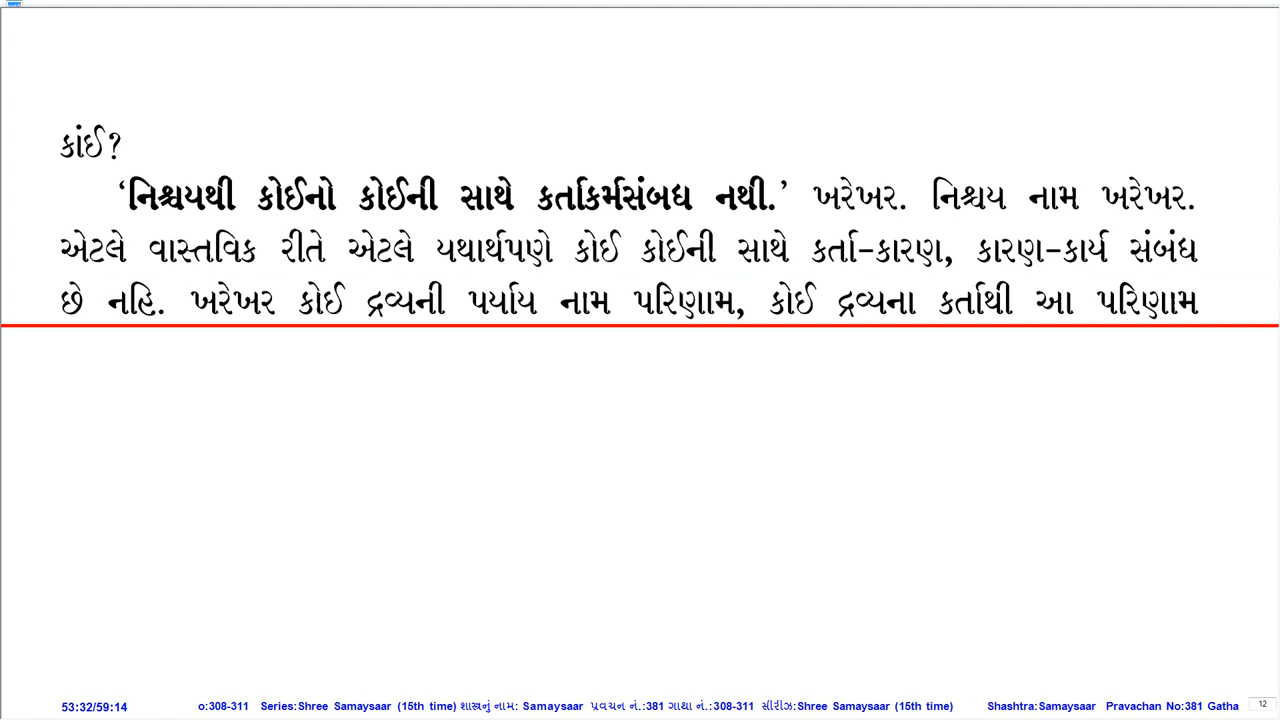 કાંઈ?
‘નિશ્ચયથી કોઈનો કોઈની સાથે કર્તાકર્મસંબદ્ય નથી.’ ખરેખર. નિશ્ચય નામ ખરેખર.
એટલે વાસ્તવિક રીતે એટલે યથાર્થપણે કોઈ કોઈની સાથે કર્તા-કારણ, કારણ-કાર્ય સંબંધ
છે નહિ. ખરેખર કોઈ દ્રવ્યની પર્યાય નામ પરિણામ, કોઈ દ્રવ્યના કર્તાથી આ પરિણામ
53:32/59:14 o:308-311 Series:Shree Samaysaar (15th time) શાસ્ત્રનું નામ: Samaysaar પ્રવચન નં.:381 ગાથા નં.:308-311 સીરીઝ:Shree Samaysaar (15th time) Shashtra:Samaysaar Pravachan No:381 Gatha 12